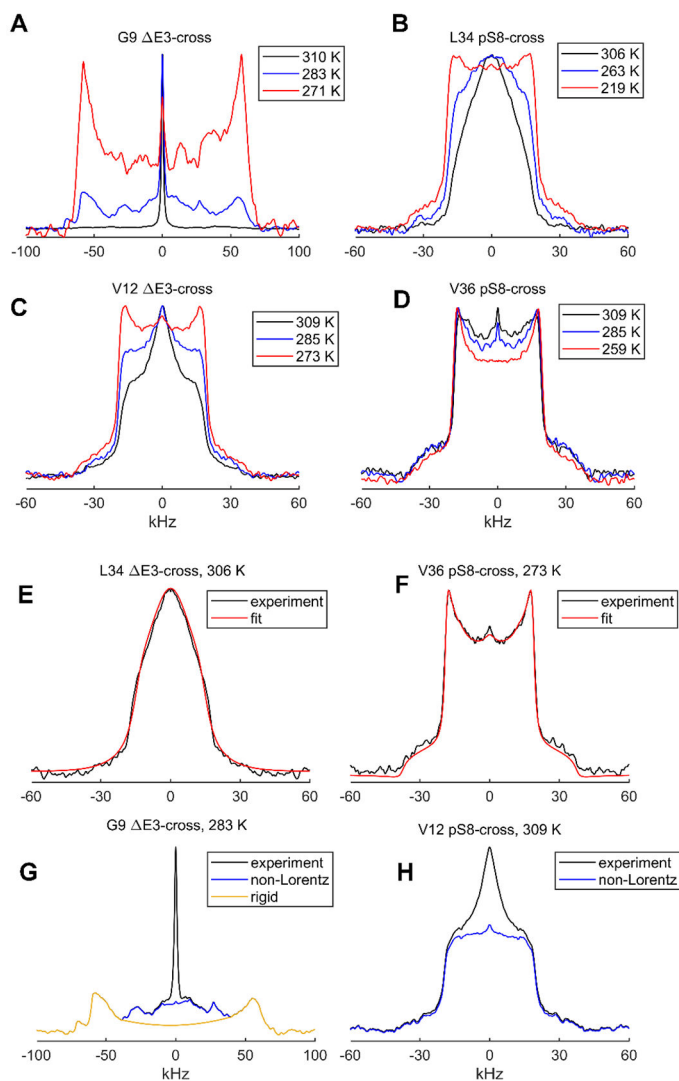 A
G9 ΔE3-cross
310 K
283 K
271 K
-100 -50 0 50 100
B
L34 pS8-cross
306 K
263 K
219 K
-60 -30 0 30 60
C
V12 ΔE3-cross
309 K
285 K
273 K
-60 -30 0 30 60
kHz
D
V36 pS8-cross
309 K
285 K
259 K
-60 -30 0 30 60
kHz
E
L34 ΔE3-cross, 306 K
experiment
fit
-60 -30 0 30 60
F
V36 pS8-cross, 273 K
experiment
fit
-60 -30 0 30 60
G
G9 ΔE3-cross, 283 K
experiment
non-Lorentz
rigid
-100 -50 0 50 100
kHz
H
V12 pS8-cross, 309 K
experiment
non-Lorentz
-60 -30 0 30 60
kHz